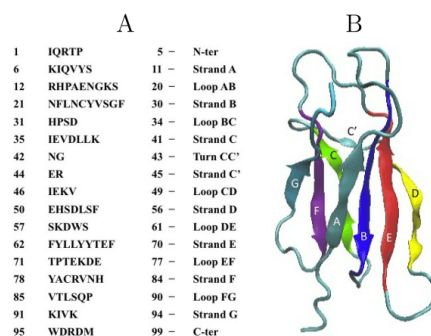 A
1 IQRTP 5 – N-ter
6 KIQVYS 11 – Strand A
12 RHPAENGKS 20 – Loop AB
21 NFLNCYVSGF 30 – Strand B
31 HPSD 34 – Loop BC
35 IEVDLLK 41 – Strand C
42 NG 43 – Turn CC'
44 ER 45 – Strand C'
46 IEKV 49 – Loop CD
50 EHSDLSF 56 – Strand D
57 SKDWS 61 – Loop DE
62 FYLLYYTEF 70 – Strand E
71 TPTEKDE 77 – Loop EF
78 YACRVNH 84 – Strand F
85 VTLSQP 90 – Loop FG
91 KIVK 94 – Strand G
95 WDRDM 99 – C-ter
B
C'
C
G
D
F
A
B
E